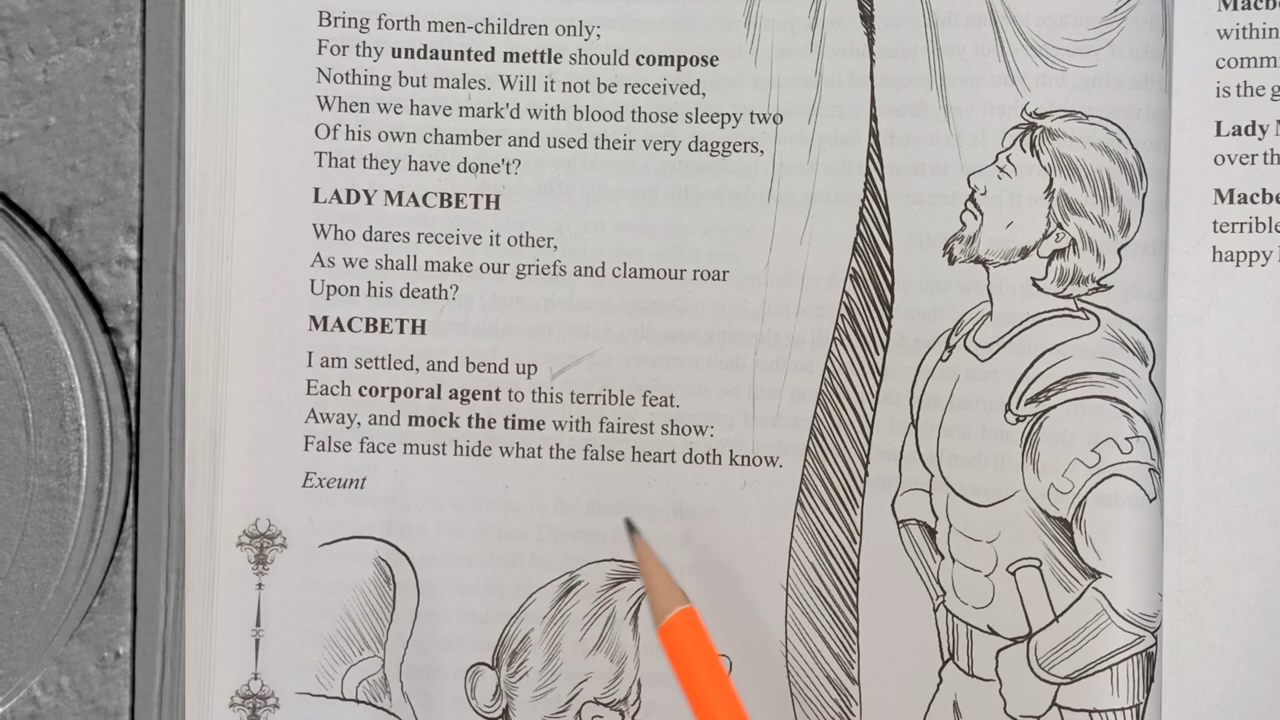 Bring forth men-children only;
For thy undaunted mettle should compose
Nothing but males. Will it not be received,
When we have mark'd with blood those sleepy two
Of his own chamber and used their very daggers,
That they have done't?
LADY MACBETH
Who dares receive it other,
As we shall make our griefs and clamour roar
Upon his death?
MACBETH
I am settled, and bend up
Each corporal agent to this terrible feat.
Away, and mock the time with fairest show:
False face must hide what the false heart doth know.
Exeunt
within
is the
Lady
over th
terrible
happy